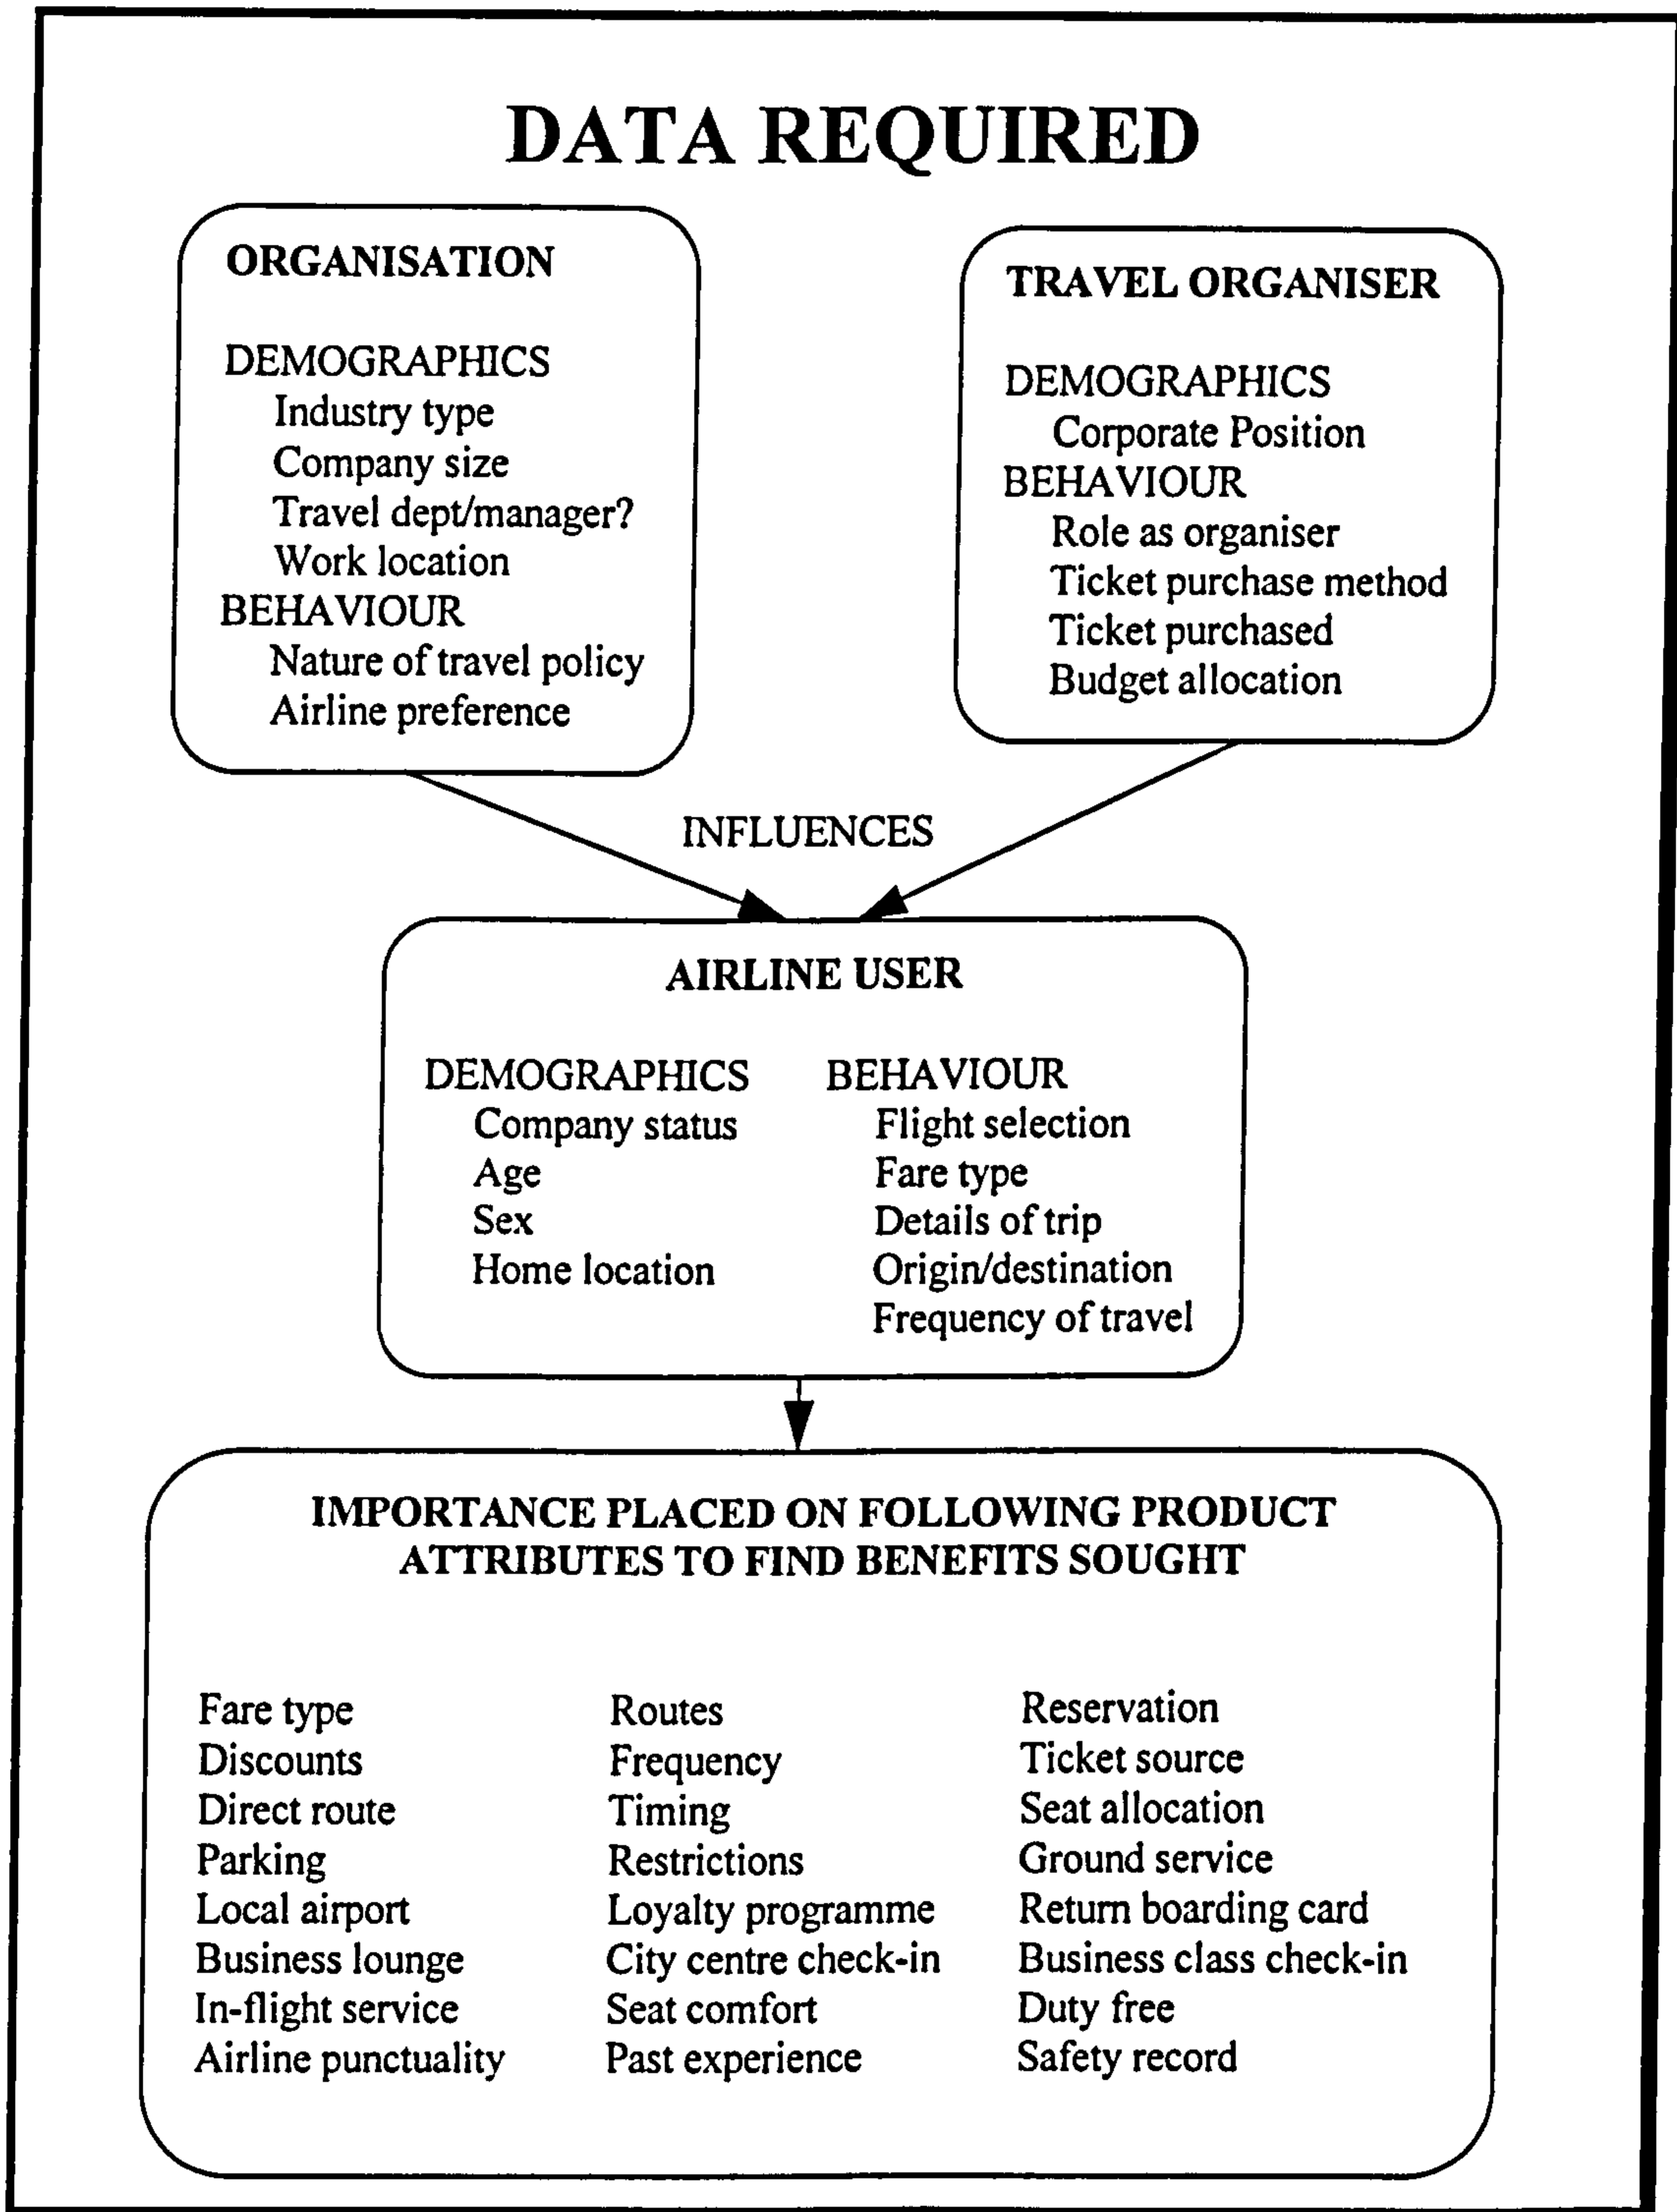 DATA REQUIRED
ORGANISATION
DEMOGRAPHICS
Industry type
Company size
Travel dept/manager?
Work location
BEHAVIOUR
Nature of travel policy
Airline preference
TRAVEL ORGANISER
DEMOGRAPHICS
Corporate Position
BEHAVIOUR
Role as organiser
Ticket purchase method
Ticket purchased
Budget allocation
INFLUENCES
AIRLINE USER
DEMOGRAPHICS
Company status
Age
Sex
Home location
BEHAVIOUR
Flight selection
Fare type
Details of trip
Origin/destination
Frequency of travel
IMPORTANCE PLACED ON FOLLOWING PRODUCT
ATTRIBUTES TO FIND BENEFITS SOUGHT
Fare type
Discounts
Direct route
Parking
Local airport
Business lounge
In-flight service
Airline punctuality
Routes
Frequency
Timing
Restrictions
Loyalty programme
City centre check-in
Seat comfort
Past experience
Reservation
Ticket source
Seat allocation
Ground service
Return boarding card
Business class check-in
Duty free
Safety record